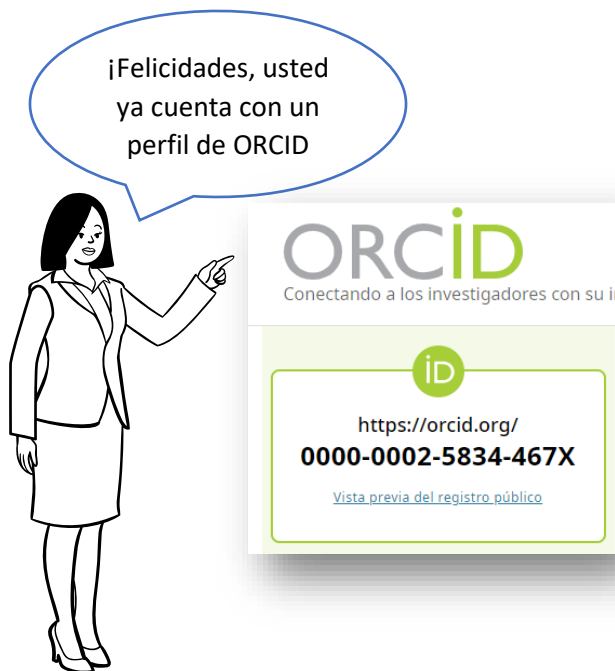 ¡Felicidades, usted
ya cuenta con un
perfil de ORCID
ORCiD
Conectando a los investigadores con su
iD
https://orcid.org/
0000-0002-5834-467X
Vista previa del registro público